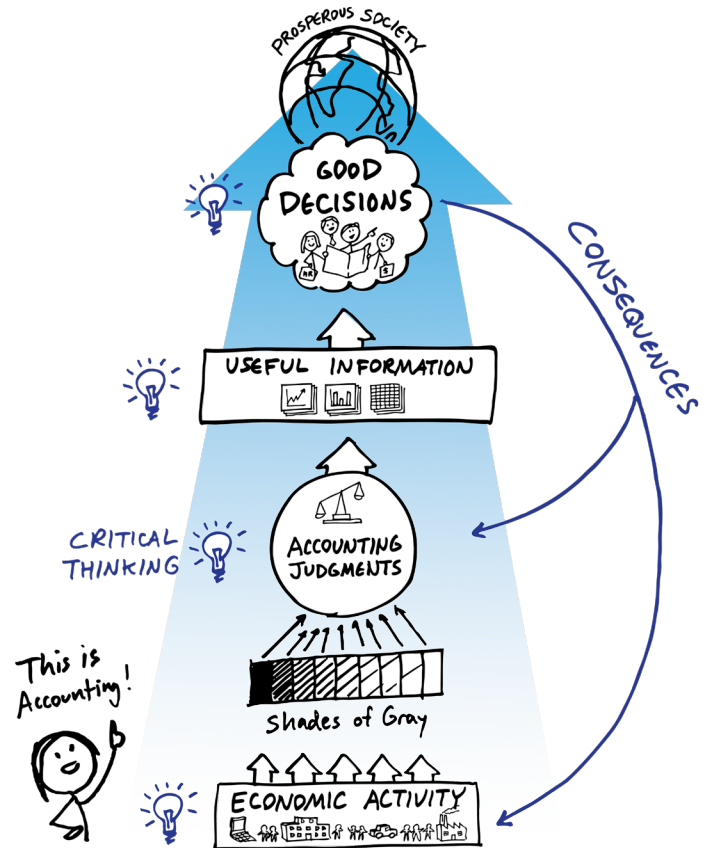 PROSPEROUS SOCIETY
GOOD
DECISIONS
HR
$
CONSEQUENCES
USEFUL INFORMATION
CRITICAL
THINKING
ACCOUNTING
JUDGMENTS
This is
Accounting!
Shades of Gray
ECONOMIC ACTIVITY